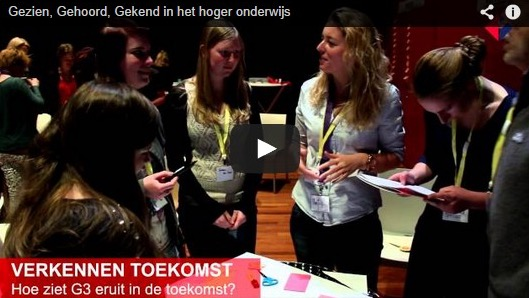 Gezien, Gehoord, Gekend in het hoger onderwijs
VERKENNEN TOEKOMST
Hoe ziet G3 eruit in de toekomst?